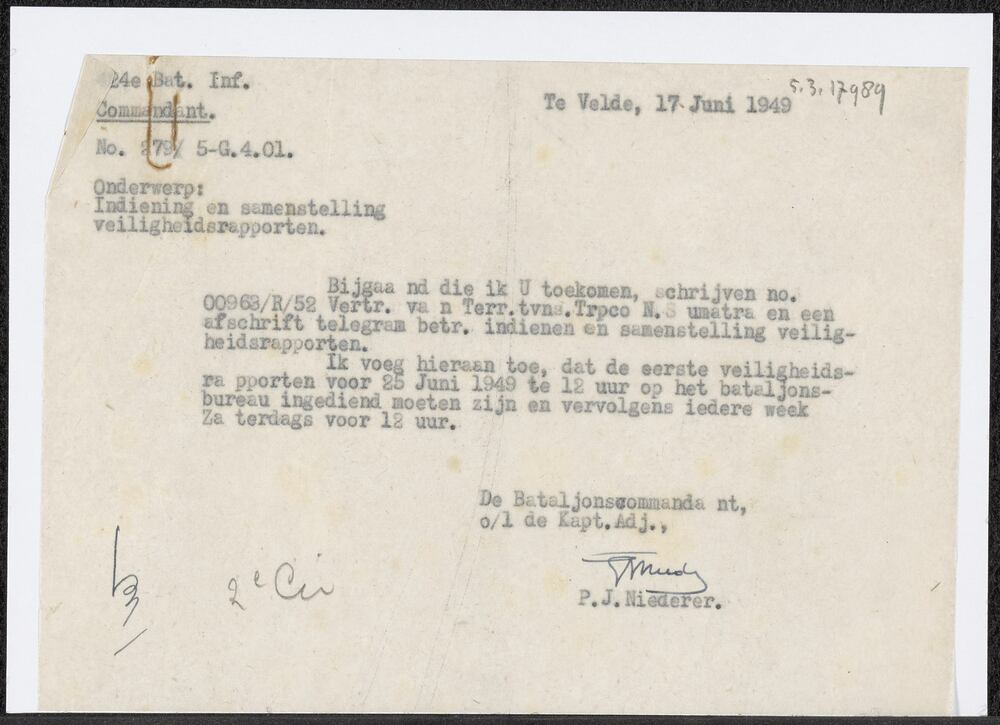 424e Bat. Inf.
Commandant.
No. 279/ 5-G.4.01.
Te Velde, 17 Juni 1949
5.3.17989
Onderwerp:
Indiening en samenstelling
veiligheidsrapporten.
Bijgaa nd die ik U toekomen, schrijven no.
00963/R/52 Vertr. va n Terr.tvns.Trpco N.S umatra en een
afschrift telegram betr. indienen en samenstelling veilig-
heidsrapporten.
Ik voeg hieraan toe, dat de eerste veiligheids-
ra pporten voor 25 Juni 1949 te 12 uur op het bataljons-
bureau ingediend moeten zijn en vervolgens iedere week
Za terdags voor 12 uur.
De Bataljonscommanda nt,
o/l de Kapt.Adj.,
P.J.Niederer.
2e Cie